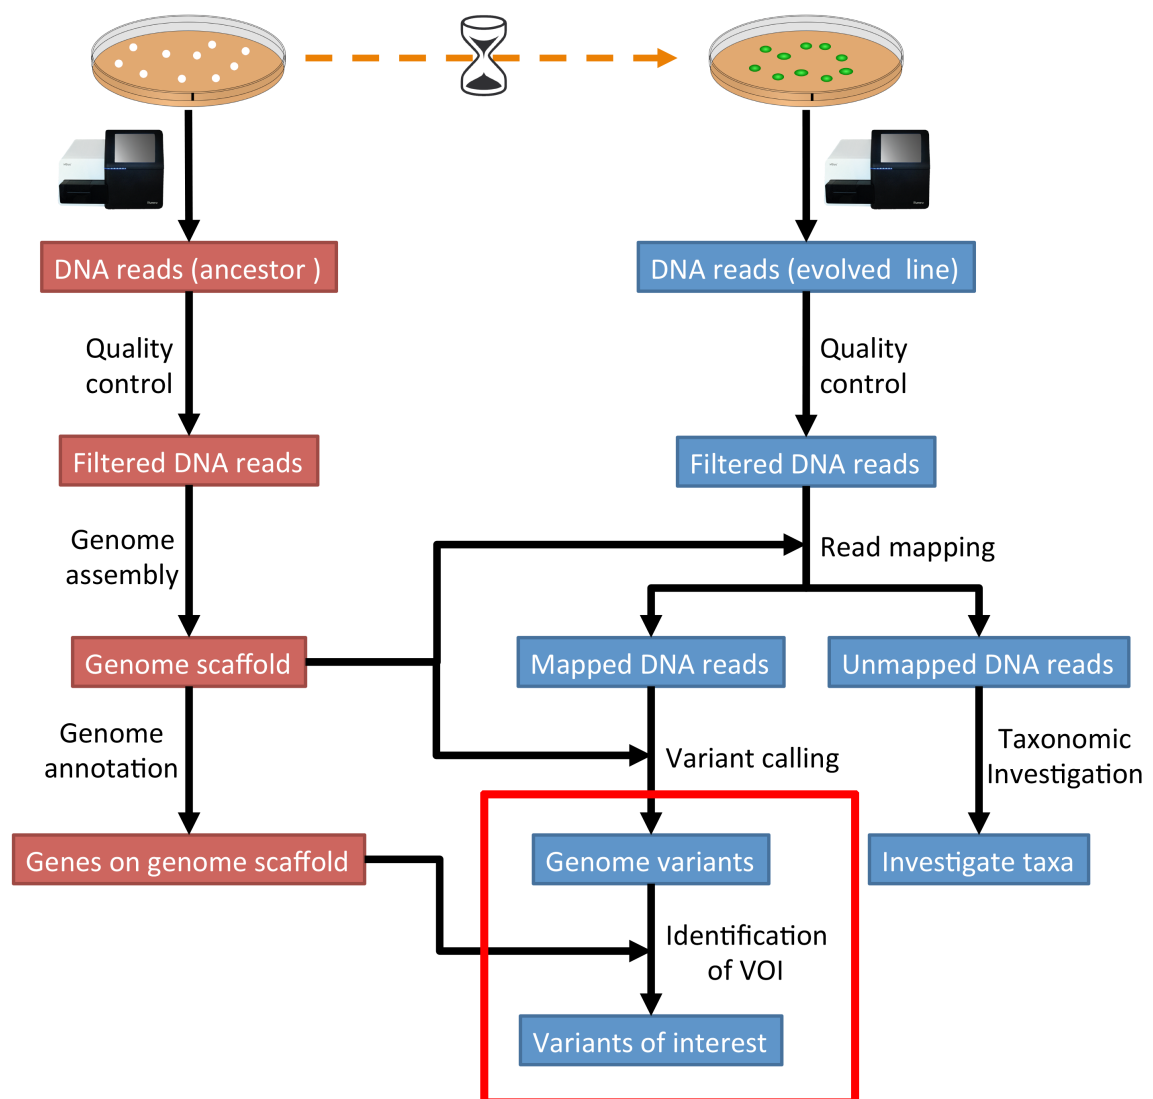 DNA reads (ancestor )
DNA reads (evolved  line)
Quality
control
Quality
control
Filtered DNA reads
Filtered DNA reads
Genome
assembly
Read mapping
Genome scaffold
Mapped DNA reads
Unmapped DNA reads
Genome
annotation
Variant calling
Taxonomic
Investigation
Genes on genome scaffold
Genome variants
Investigate taxa
Identification
of VOI
Variants of interest